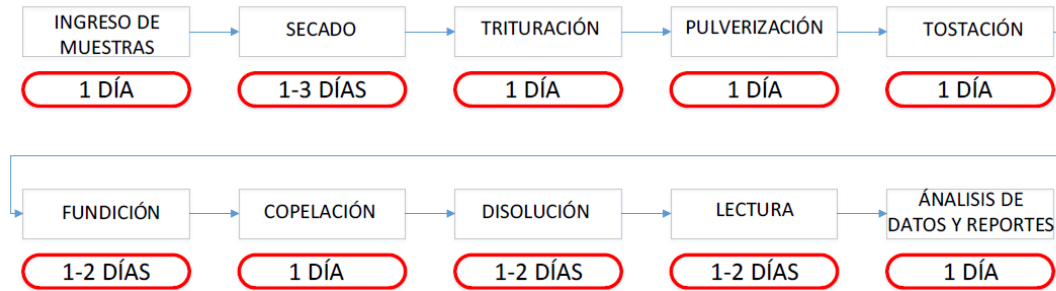 INGRESO DE
MUESTRAS
SECADO
TRITURACIÓN
PULVERIZACIÓN
TOSTACIÓN
1 DÍA
1-3 DÍAS
1 DÍA
1 DÍA
1 DÍA
FUNDICIÓN
COPELACIÓN
DISOLUCIÓN
LECTURA
ÁNALISIS DE
DATOS Y REPORTES
1-2 DÍAS
1 DÍA
1-2 DÍAS
1-2 DÍAS
1 DÍA